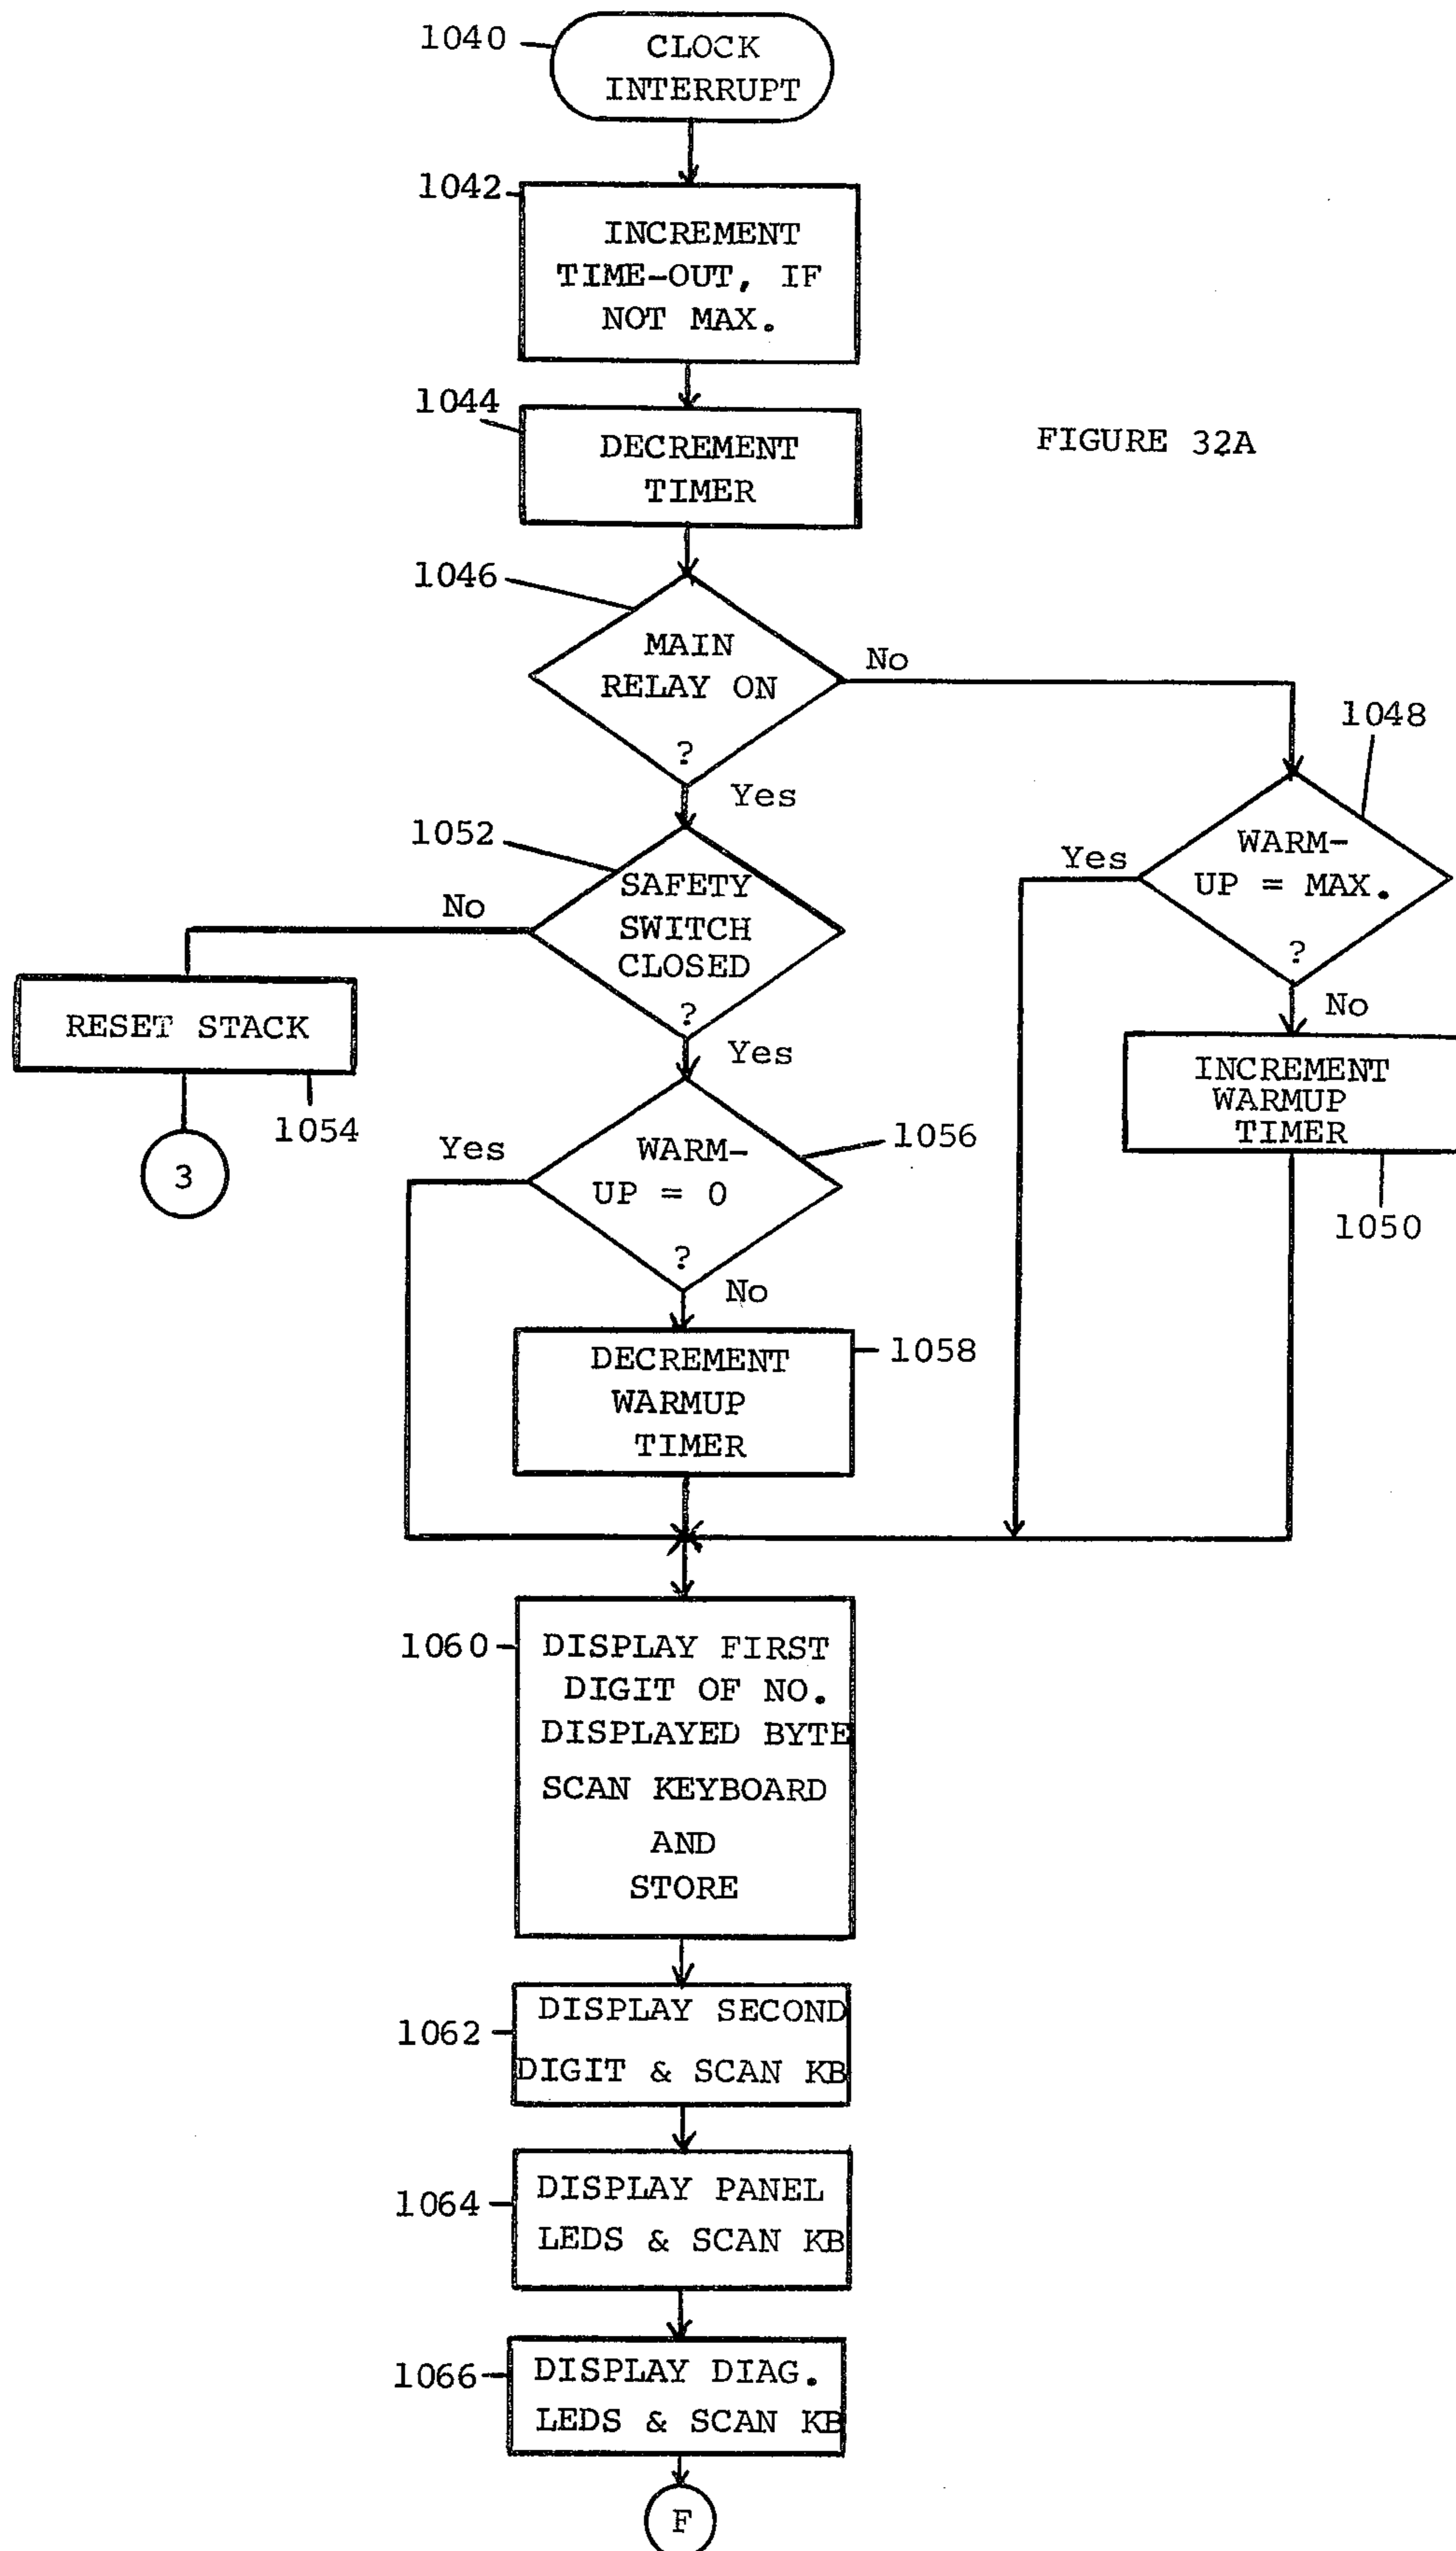 1040
CLOCK
INTERRUPT
1042
INCREMENT
TIME-OUT, IF
NOT MAX.
1044
DECREMENT
TIMER
FIGURE 32A
1046
MAIN
RELAY ON
?
No
Yes
1048
WARM-
UP = MAX.
?
Yes
No
1052
SAFETY
SWITCH
CLOSED
?
No
Yes
RESET STACK
1054
3
INCREMENT
WARMUP
TIMER
1050
1056
WARM-
UP = 0
?
Yes
No
DECREMENT
WARMUP
TIMER
1058
1060
DISPLAY FIRST
DIGIT OF NO.
DISPLAYED BYTE
SCAN KEYBOARD
AND
STORE
1062
DISPLAY SECOND
DIGIT & SCAN KB
1064
DISPLAY PANEL
LEDS & SCAN KB
1066
DISPLAY DIAG.
LEDS & SCAN KB
F